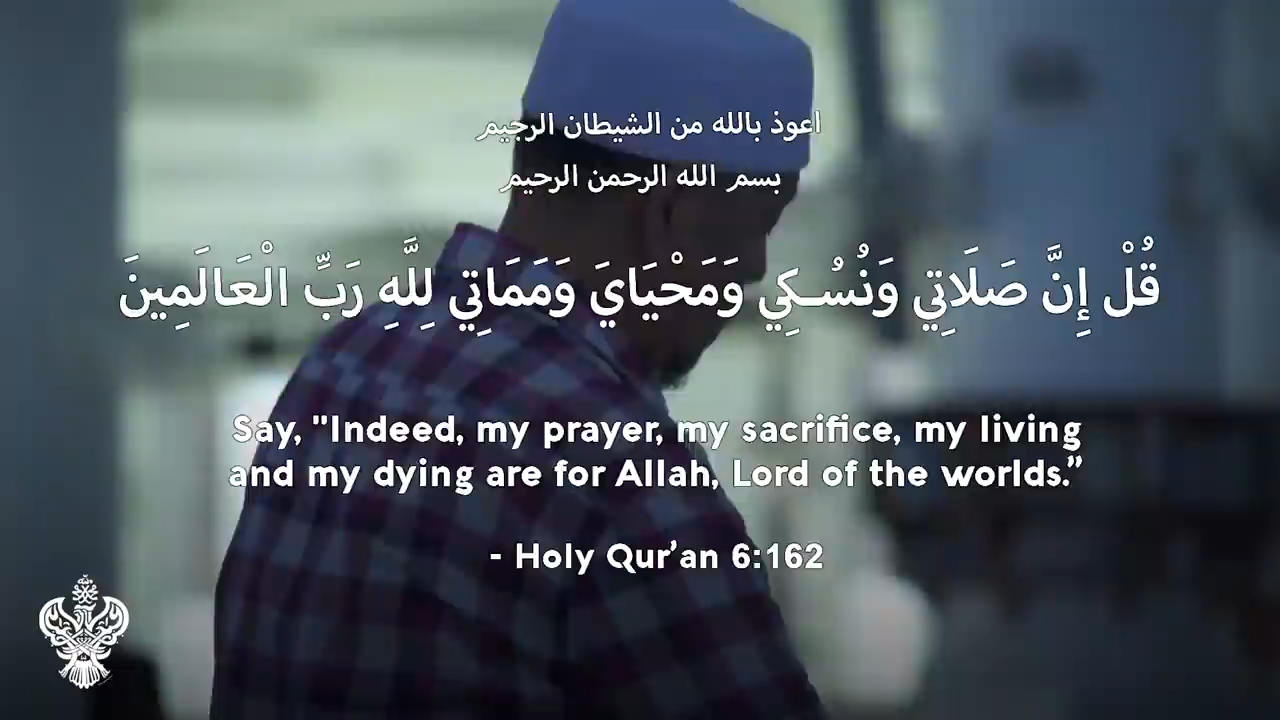 اعوذ بالله من الشيطان الرجيم
بسم الله الرحمن الرحيم
قُلْ إِنَّ صَلَاتِي وَنُسُكِي وَمَحْيَايَ وَمَمَاتِي لِلَّهِ رَبِّ الْعَالَمِينَ
Say, "Indeed, my prayer, my sacrifice, my living
and my dying are for Allah, Lord of the worlds.”
- Holy Qur’an 6:162